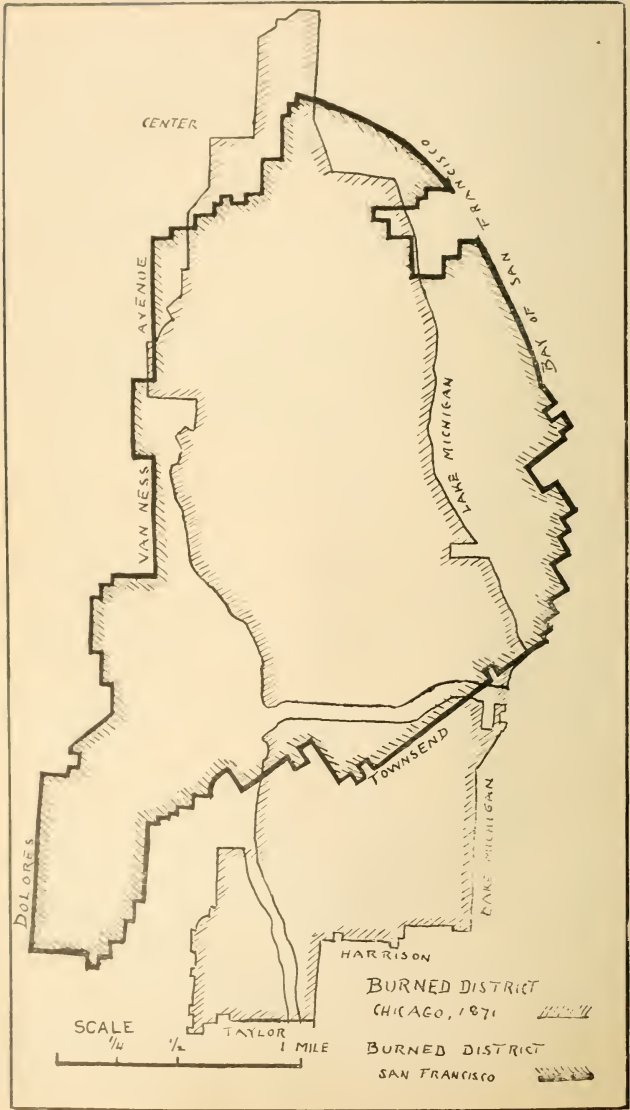 CENTER
BAY OF SAN FRANCISCO
AVENUE
VAN NESS
LAKE MICHIGAN
TOWNSEND
DOLORES
LAKE MICHIGAN
HARRISON
BURNED DISTRICT
CHICAGO, 1871
SCALE
TAYLOR
1/4 1/2 1 MILE
BURNED DISTRICT
SAN FRANCISCO